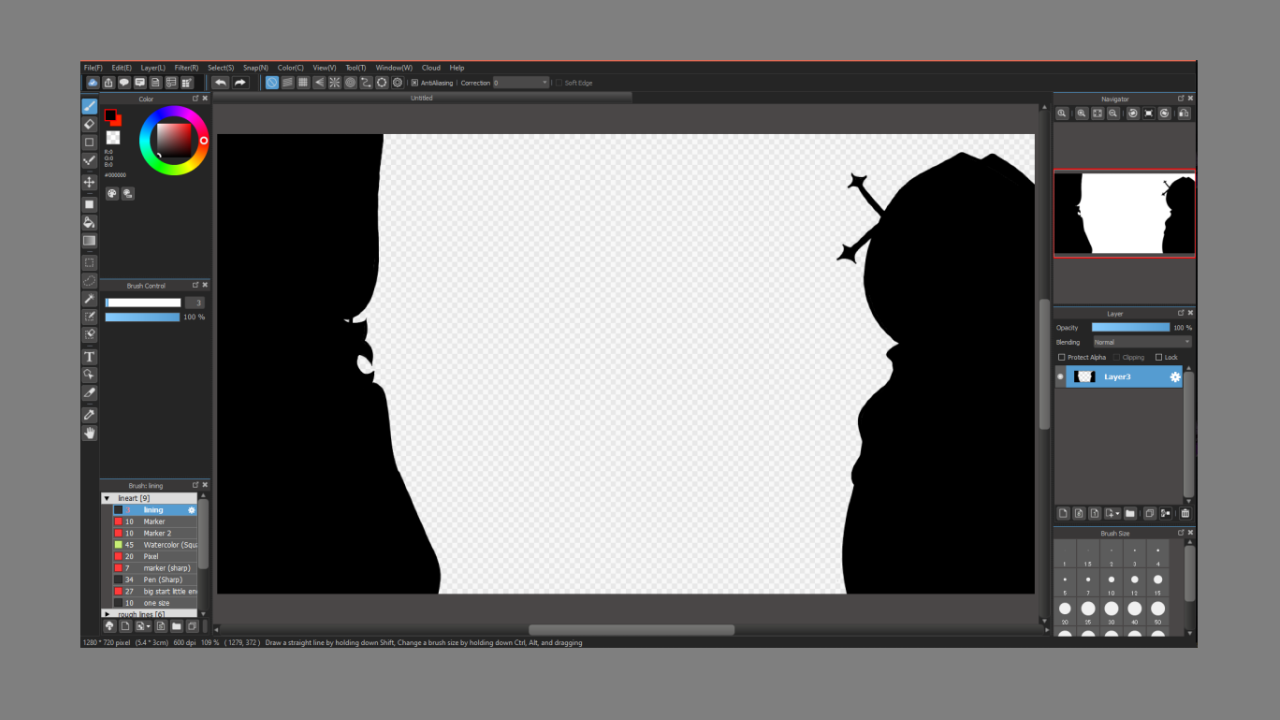 File(F) Edit(E) Layer(L) Filter(R) Select(S) Snap(N) Color(C) View(V) Tool(T) Window(W) Cloud Help
AntiAliasing Correction 0 Soft Edge
Color
Untitled
Navigator
R:0
G:0
B:0
#000000
Brush Control
3
100 %
Layer
Opacity 100 %
Blending Normal
Protect Alpha Clipping Lock
Layer3
Brush: lining
lineart [9]
3 lining
10 Marker
10 Marker 2
45 Watercolor (Squa
20 Pixel
7 marker (sharp)
34 Pen (Sharp)
27 big start little en
10 one size
rough lines [6]
Brush Size
1 1.5 2 3 4
5 7 10 12 15
20 25 30 40 50
1280 * 720 pixel (5.4 * 3cm) 600 dpi 109 % ( 1279, 372 ) Draw a straight line by holding down Shift, Change a brush size by holding down Ctrl, Alt, and dragging